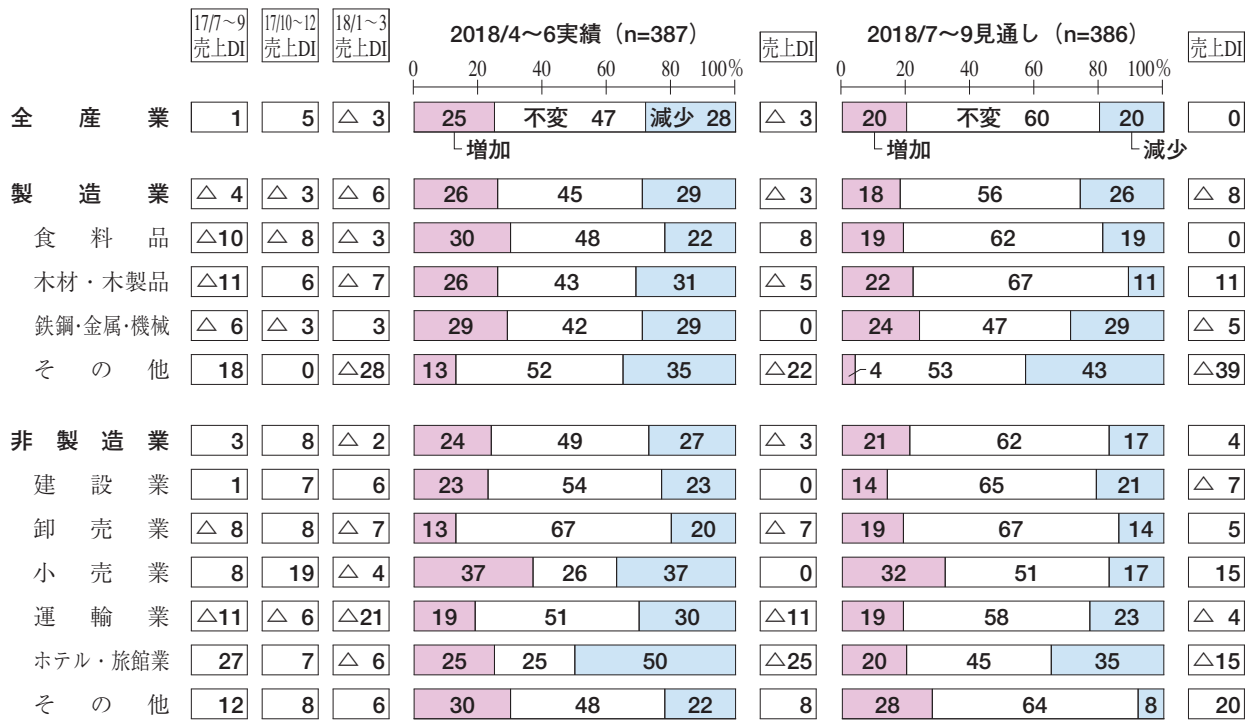 17/7～9 17/10～12 18/1～3 2018/4～6実績（n=387） 2018/7～9見通し（n=386）
売上DI 売上DI 売上DI 売上DI 売上DI
0 20 40 60 80 100% 0 20 40 60 80 100%
全産業 1 5 △3 25 不変 47 減少 28 △3 20 不変 60 20 0
増加 増加 減少
製造業 △4 △3 △6 26 45 29 △3 18 56 26 △8
食料品 △10 △8 △3 30 48 22 8 19 62 19 0
木材・木製品 △11 6 △7 26 43 31 △5 22 67 11 11
鉄鋼・金属・機械 △6 △3 3 29 42 29 0 24 47 29 △5
その他 18 0 △28 13 52 35 △22 4 53 43 △39
非製造業 3 8 △2 24 49 27 △3 21 62 17 4
建設業 1 7 6 23 54 23 0 14 65 21 △7
卸売業 △8 8 △7 13 67 20 △7 19 67 14 5
小売業 8 19 △4 37 26 37 0 32 51 17 15
運輸業 △11 △6 △21 19 51 30 △11 19 58 23 △4
ホテル・旅館業 27 7 △6 25 25 50 △25 20 45 35 △15
その他 12 8 6 30 48 22 8 28 64 8 20